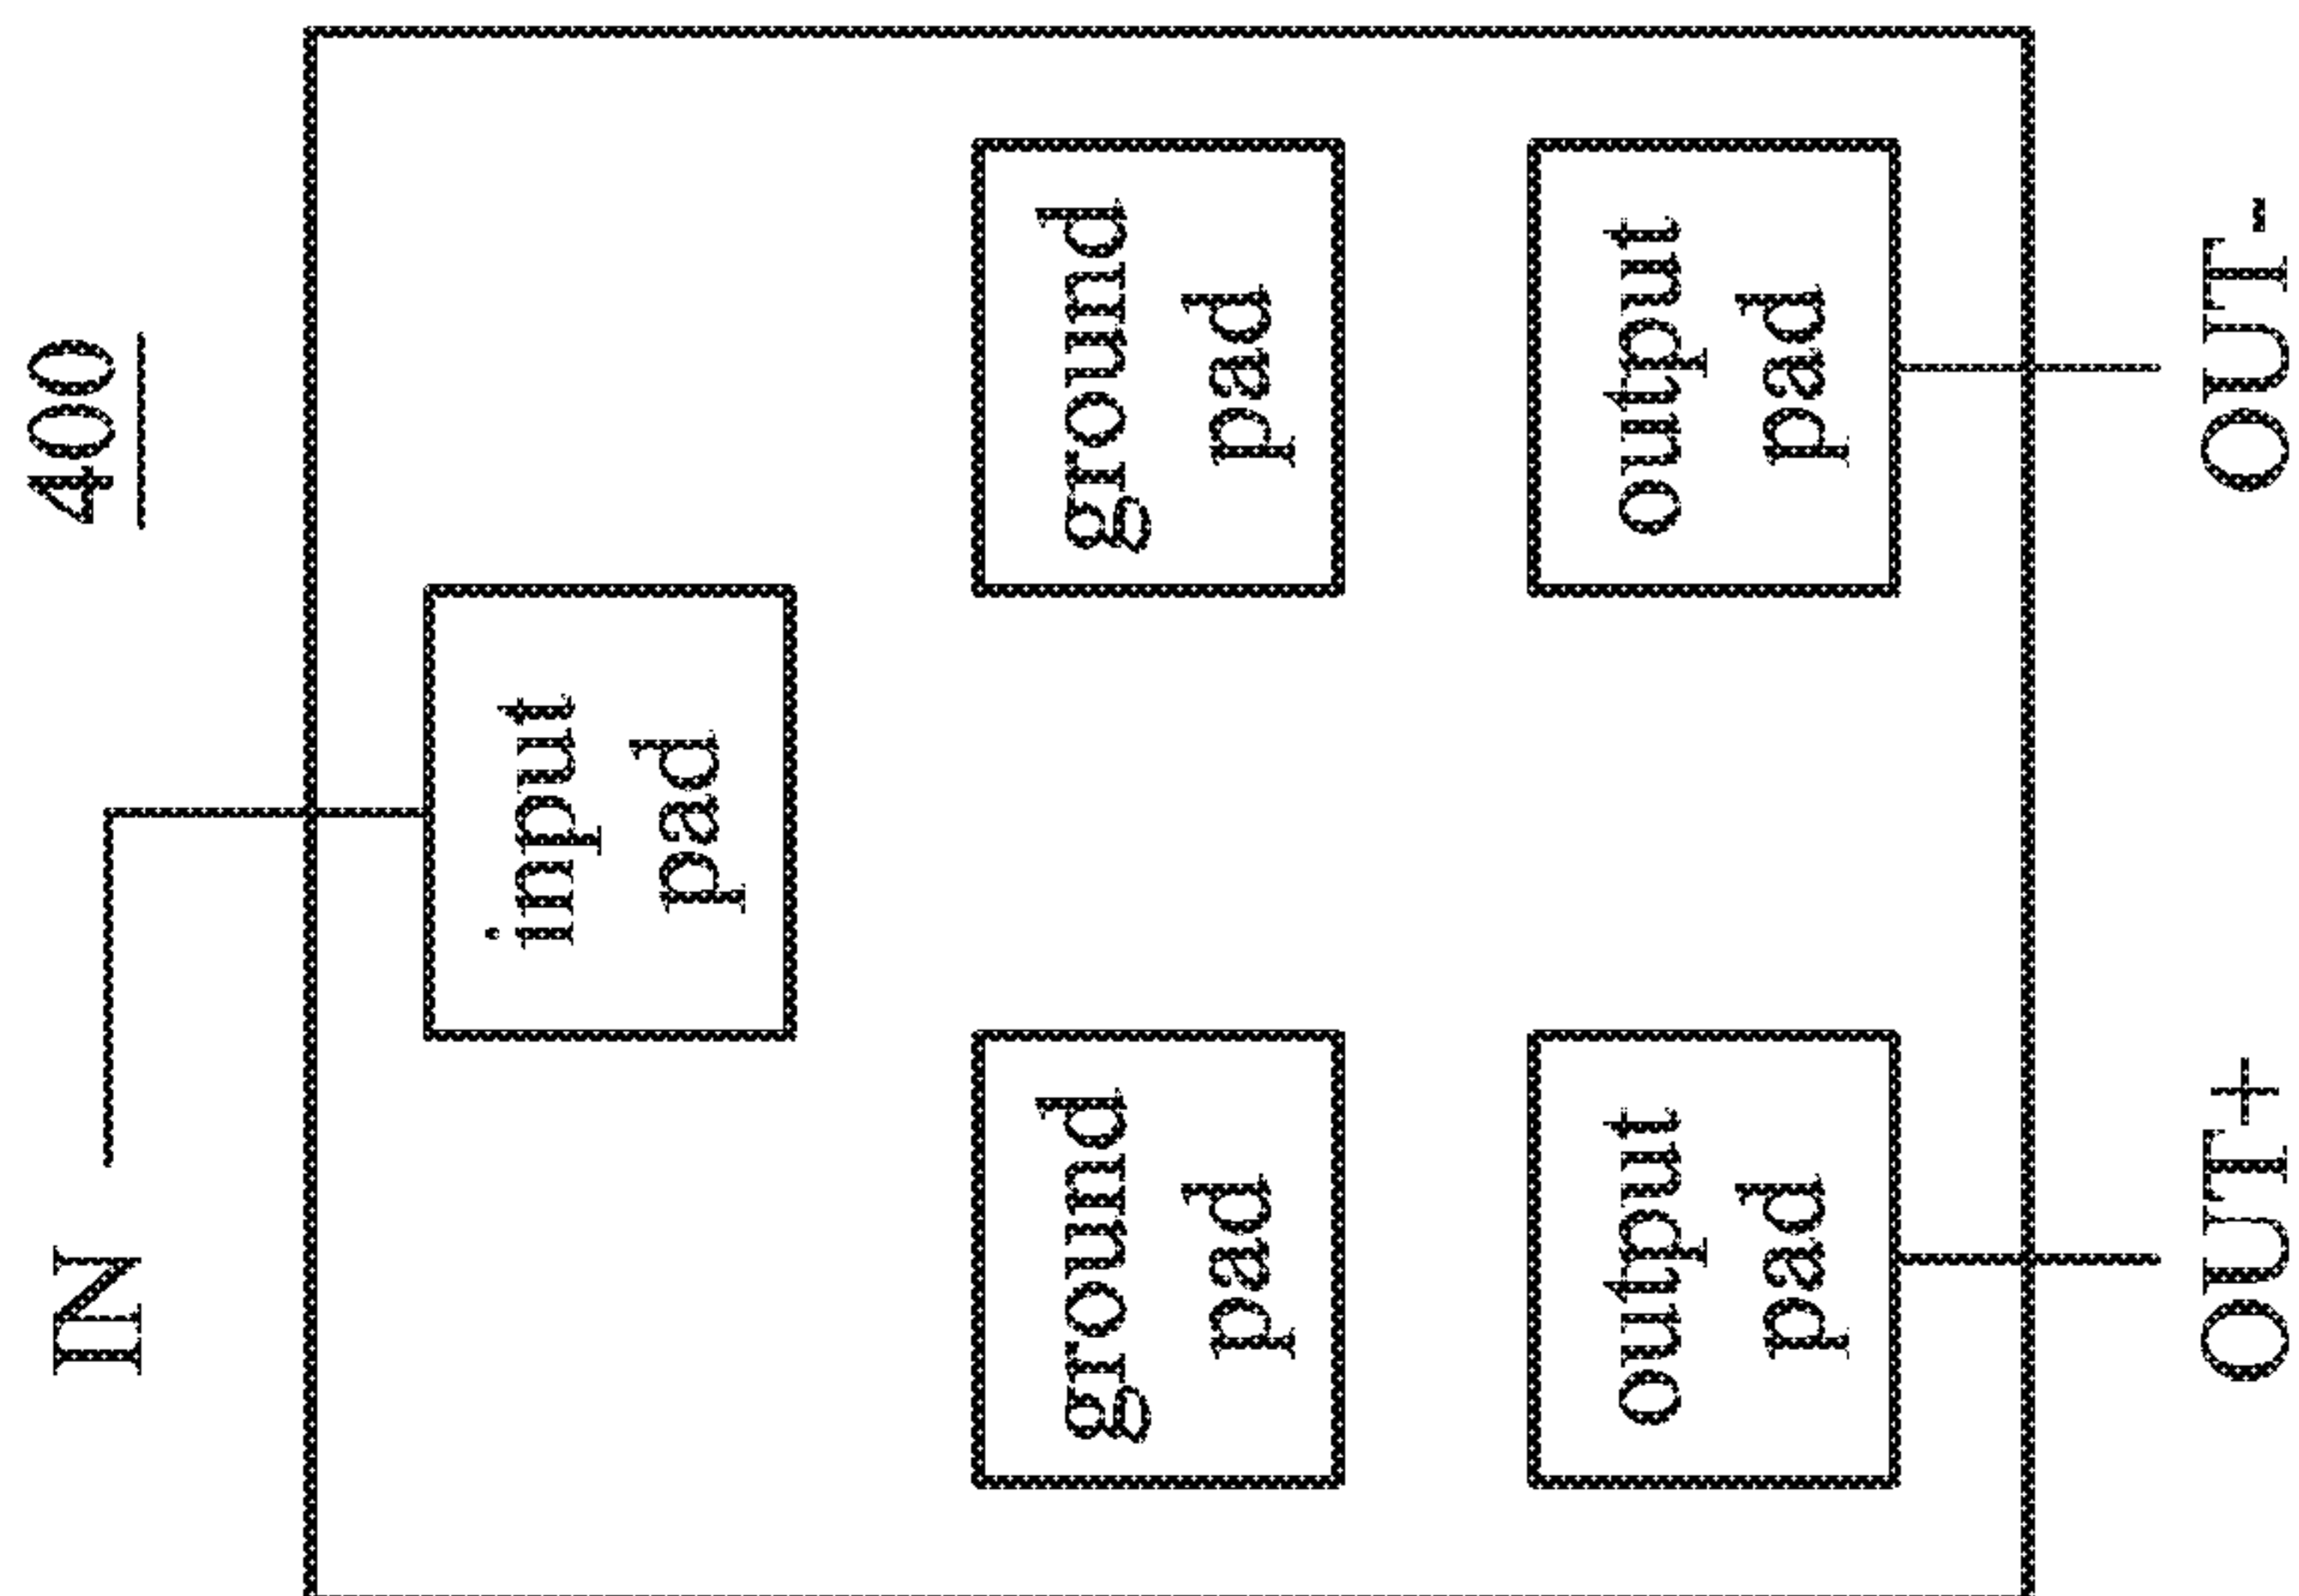 IN
400
input
pad
ground
pad
ground
pad
output
pad
output
pad
OUT+
OUT-